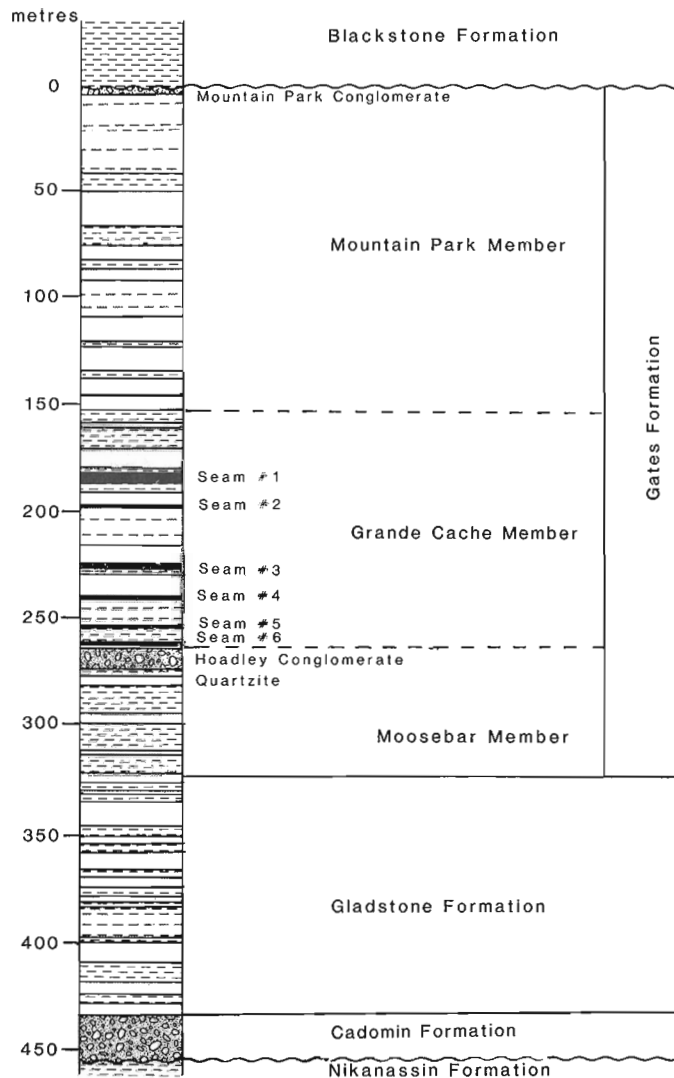 metres
Blackstone Formation
0
Mountain Park Conglomerate
50
Mountain Park Member
100
Gates Formation
150
Seam #1
200
Seam #2
Grande Cache Member
Seam #3
Seam #4
250
Seam #5
Seam #6
Hoadley Conglomerate
Quartzite
300
Moosebar Member
350
Gladstone Formation
400
Cadomin Formation
450
Nikanassin Formation